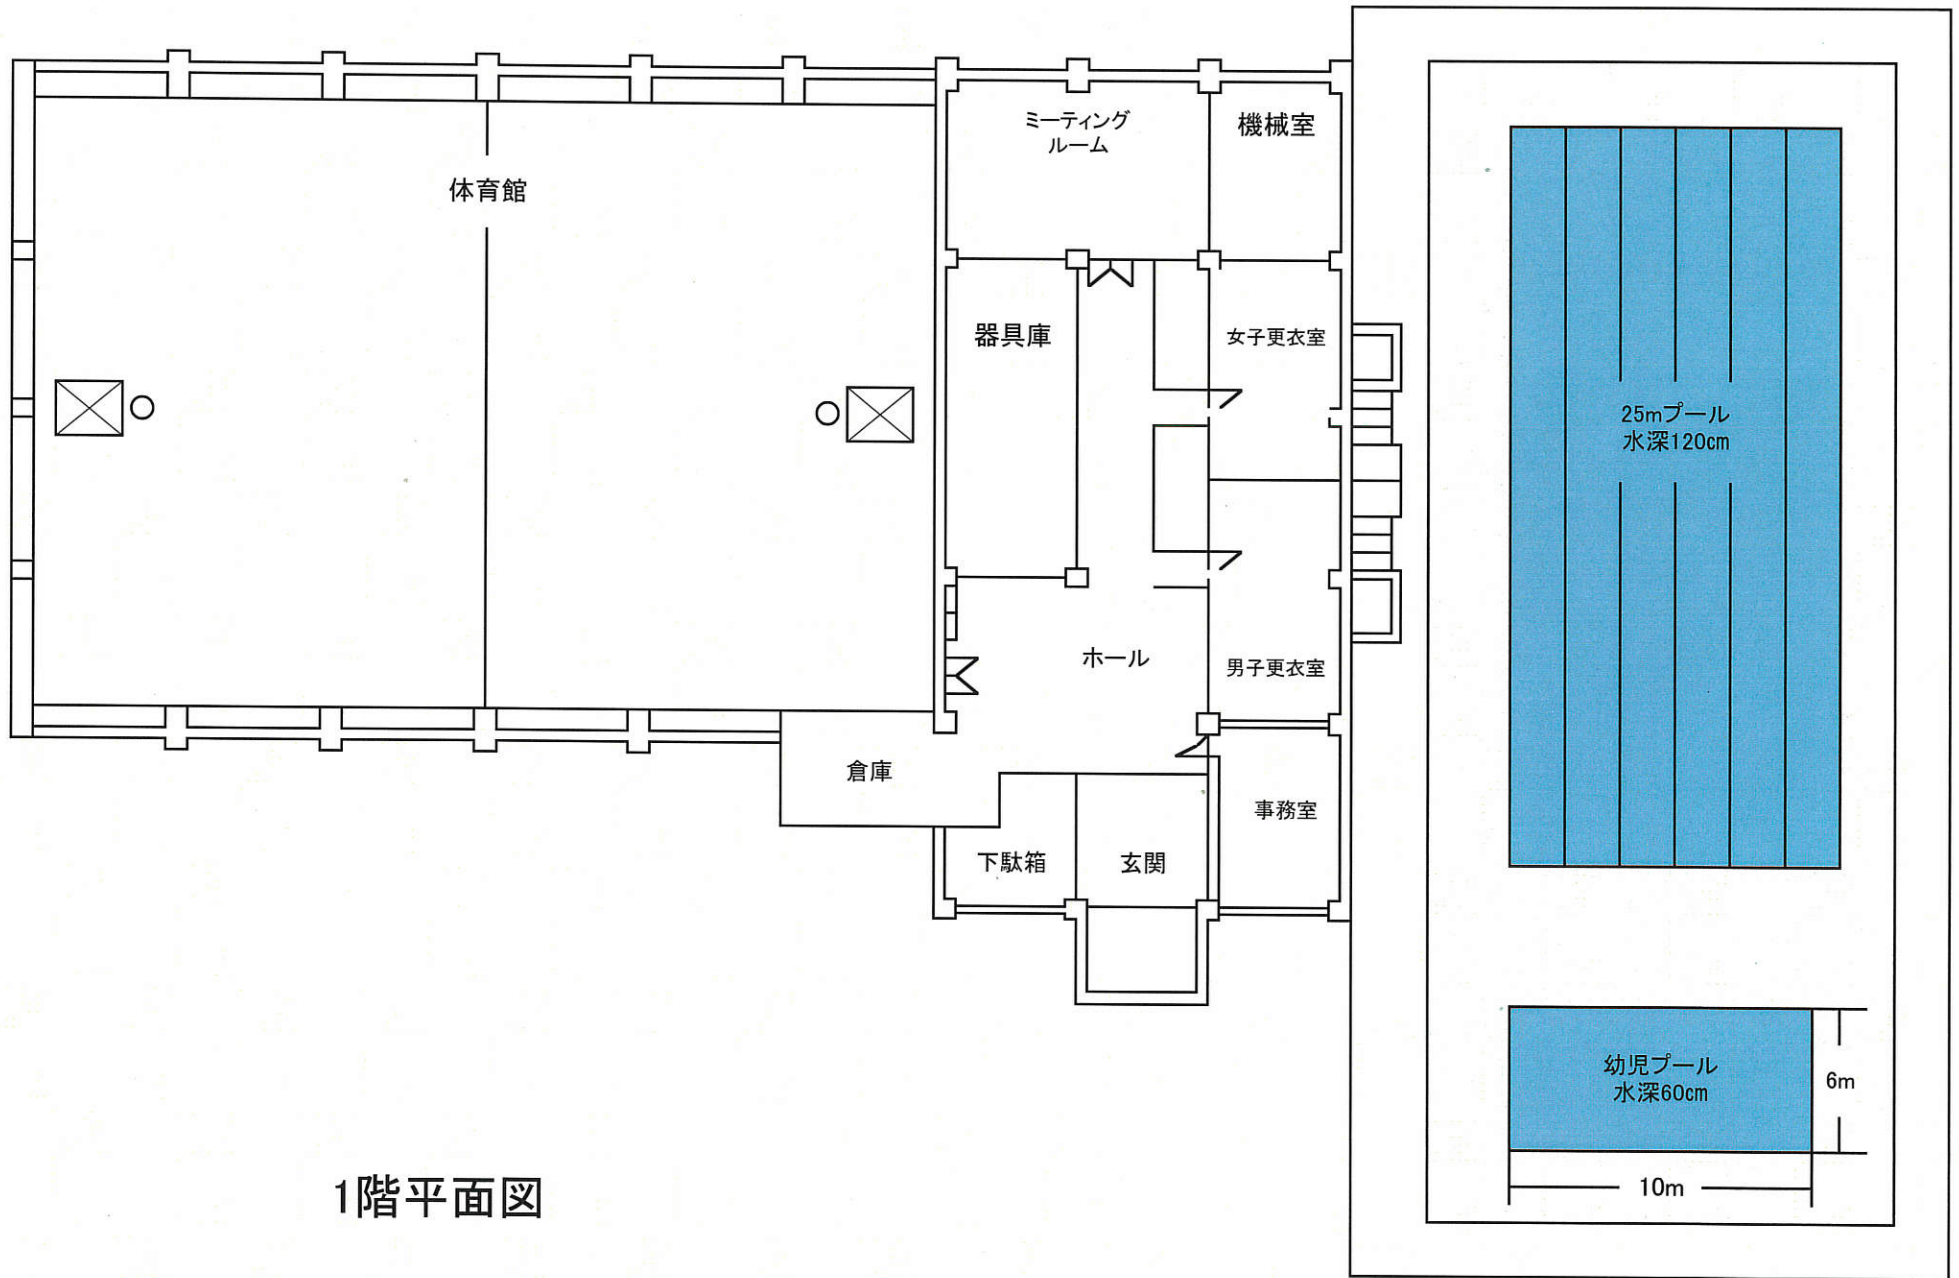 ミーティング
ルーム
機械室
体育館
器具庫
女子更衣室
25mプール
水深120㎝
ホール
男子更衣室
倉庫
事務室
下駄箱
玄関
幼児プール
水深60㎝
6m
10m
1階平面図